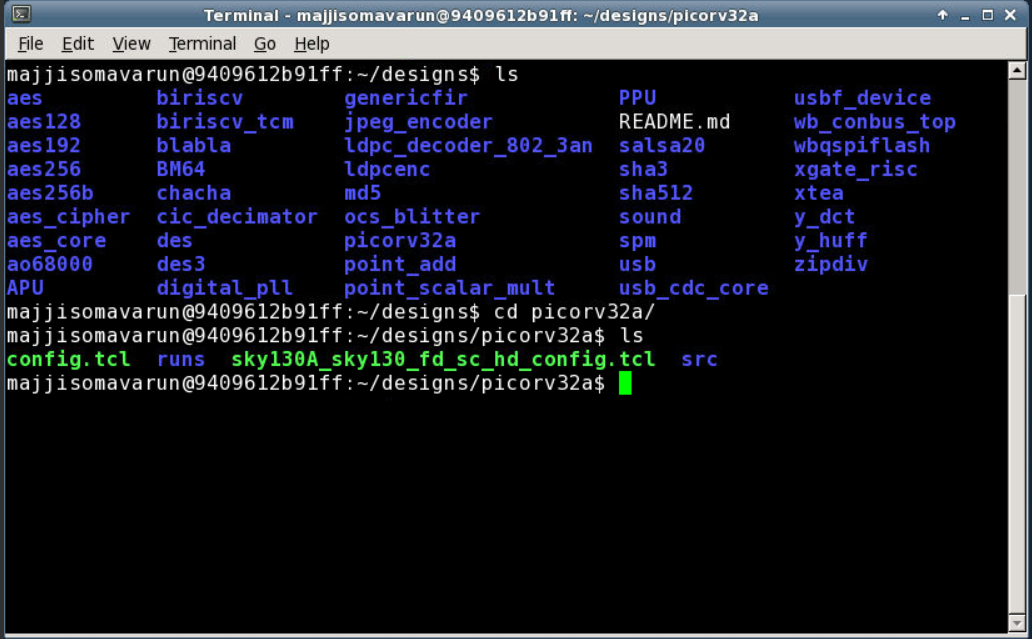 Terminal - majjisomavarun@9409612b91ff: ~/designs/picorv32a
File Edit View Terminal Go Help
majjisomavarun@9409612b91ff:~/designs$ ls
aes biriscv genericfir PPU usbf_device
aes128 biriscv_tcm jpeg_encoder README.md wb_conbus_top
aes192 blabla ldpc_decoder_802_3an salsa20 wbqspiflash
aes256 BM64 ldpcenc sha3 xgate_risc
aes256b chacha md5 sha512 xtea
aes_cipher cic_decimator ocs_blitter sound y_dct
aes_core des picorv32a spm y_huff
ao68000 des3 point_add usb zipdiv
APU digital_pll point_scalar_mult usb_cdc_core
majjisomavarun@9409612b91ff:~/designs$ cd picorv32a/
majjisomavarun@9409612b91ff:~/designs/picorv32a$ ls
config.tcl runs sky130A_sky130_fd_sc_hd_config.tcl src
majjisomavarun@9409612b91ff:~/designs/picorv32a$